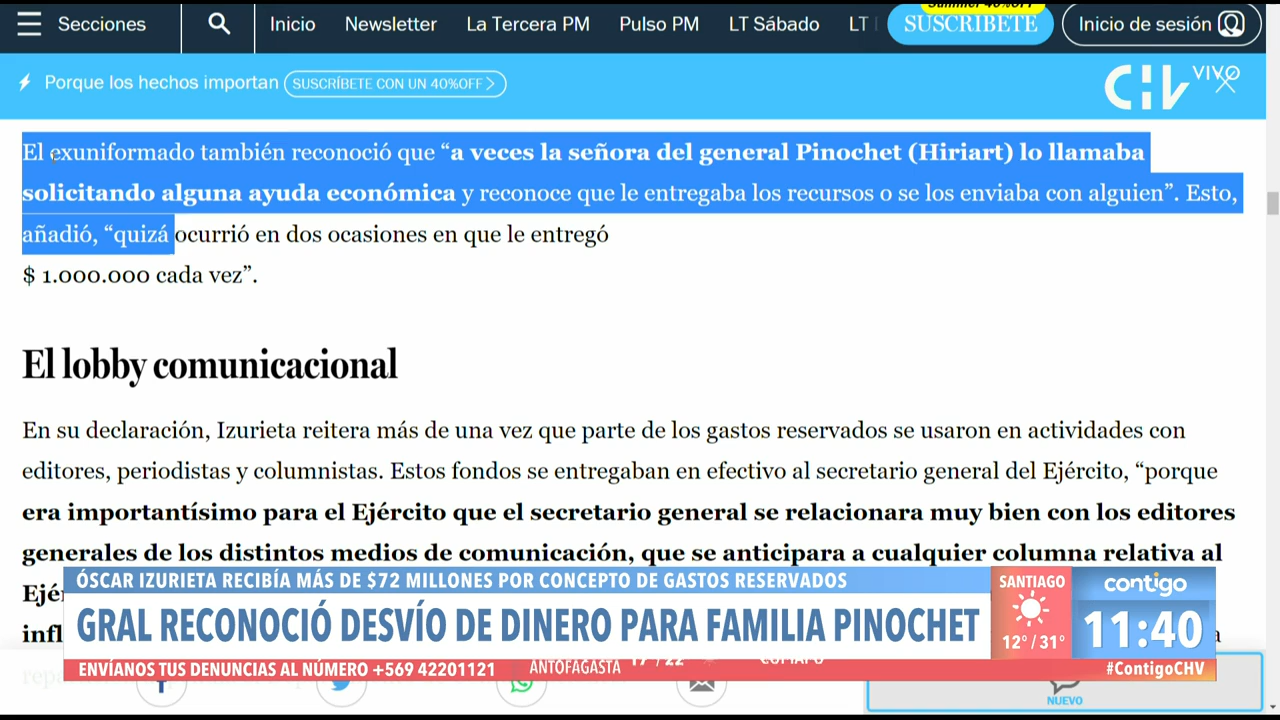 Secciones
Inicio
Newsletter
La Tercera PM
Pulso PM
LT Sábado
LT
SUSCRÍBETE
Inicio de sesión
Porque los hechos importan
SUSCRÍBETE CON UN 40%OFF
CHV VIVO
El exuniformado también reconoció que “a veces la señora del general Pinochet (Hiriart) lo llamaba
solicitando alguna ayuda económica y reconoce que le entregaba los recursos o se los enviaba con alguien”. Esto,
añadió, “quizá ocurrió en dos ocasiones en que le entregó
$ 1.000.000 cada vez”.
El lobby comunicacional
En su declaración, Izurieta reitera más de una vez que parte de los gastos reservados se usaron en actividades con
editores, periodistas y columnistas. Estos fondos se entregaban en efectivo al secretario general del Ejército, “porque
era importantísimo para el Ejército que el secretario general se relacionara muy bien con los editores
generales de los distintos medios de comunicación, que se anticipara a cualquier columna relativa al
ÓSCAR IZURIETA RECIBÍA MÁS DE $72 MILLONES POR CONCEPTO DE GASTOS RESERVADOS
GRAL RECONOCIÓ DESVÍO DE DINERO PARA FAMILIA PINOCHET
SANTIAGO
12°/31°
contigo
11:40
ENVÍANOS TUS DENUNCIAS AL NÚMERO +569 42201121
ANTOFAGASTA
#ContigoCHV
NUEVO